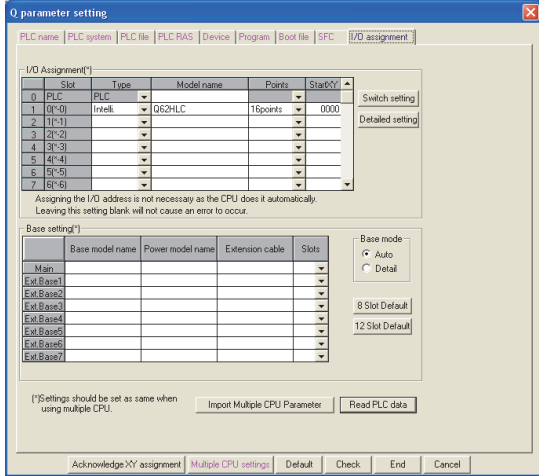 Q parameter setting
PLC name PLC system PLC file PLC RAS Device Program Boot file SFC I/O assignment
I/O Assignment(*)
Slot Type Model name Points StartXY
0 PLC PLC
1 0(*-0) Intelli. Q62HLC 16points 0000
2 1(*-1)
3 2(*-2)
4 3(*-3)
5 4(*-4)
6 5(*-5)
7 6(*-6)
Switch setting
Detailed setting
Assigning the I/O address is not necessary as the CPU does it automatically.
Leaving this setting blank will not cause an error to occur.
Base setting(*)
Base model name Power model name Extension cable Slots
Main
Ext.Base1
Ext.Base2
Ext.Base3
Ext.Base4
Ext.Base5
Ext.Base6
Ext.Base7
Base mode
Auto
Detail
8 Slot Default
12 Slot Default
(*)Settings should be set as same when
using multiple CPU.
Import Multiple CPU Parameter Read PLC data
Acknowledge XY assignment Multiple CPU settings Default Check End Cancel